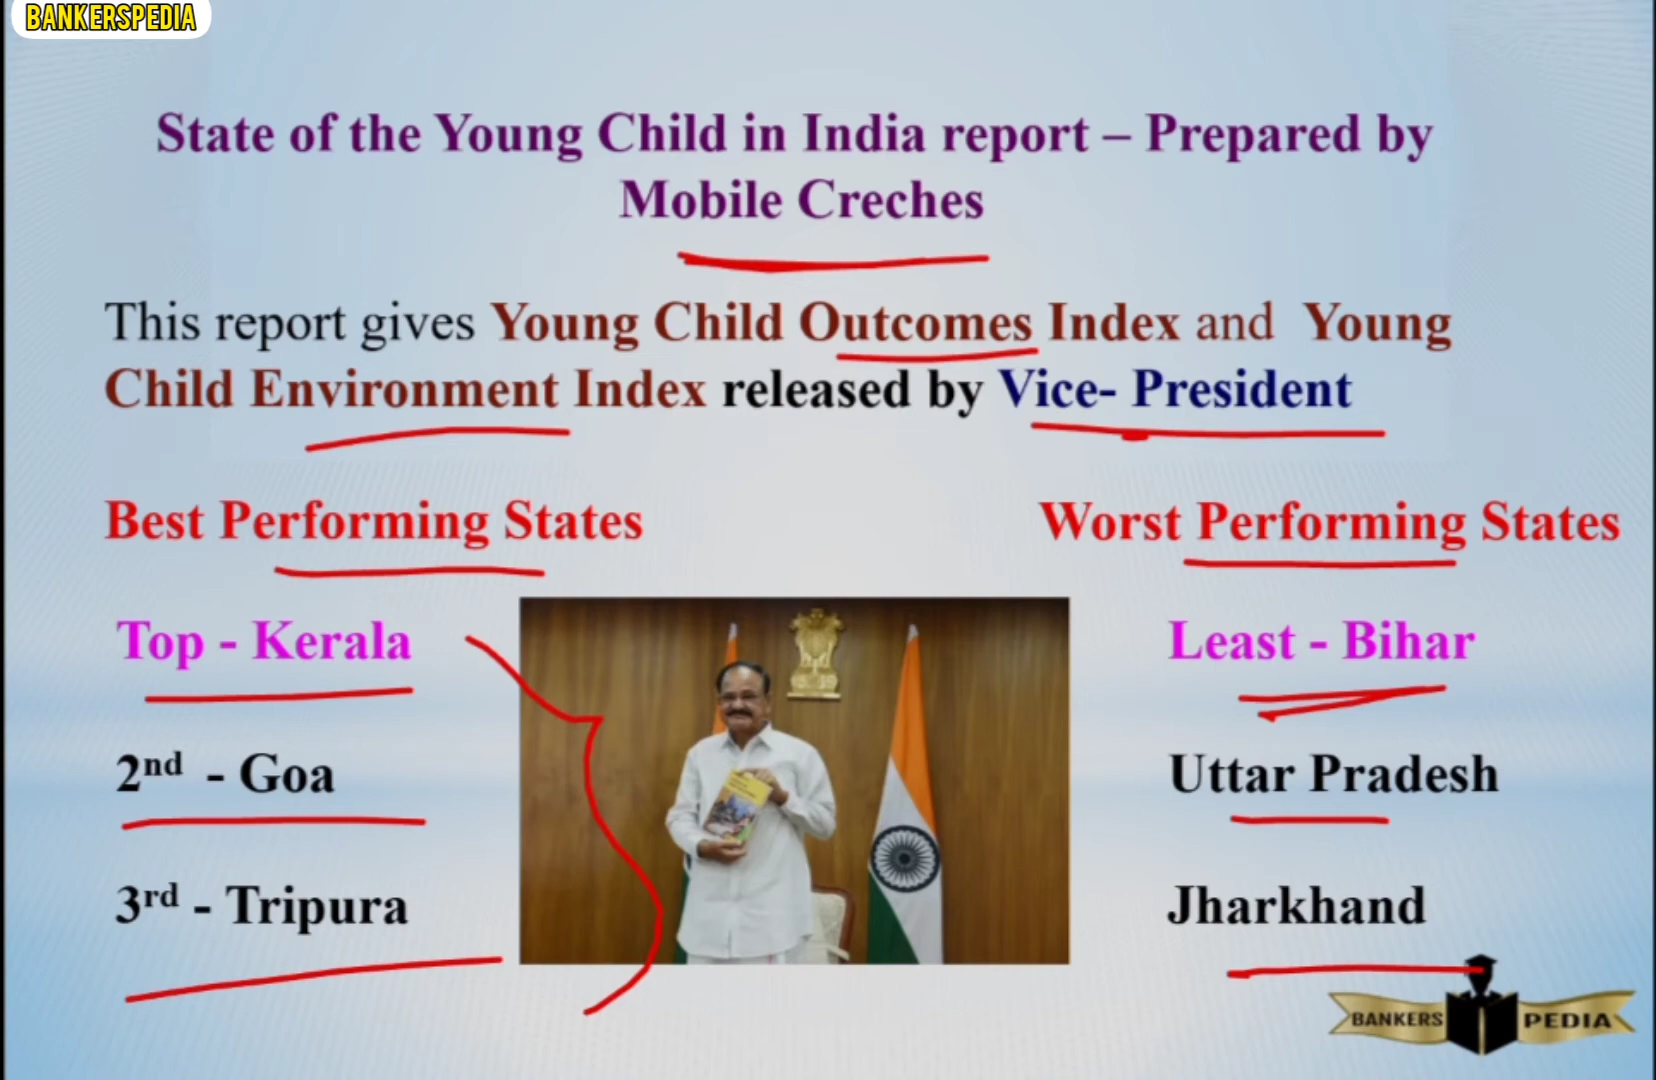 BANKERSPEDIA
State of the Young Child in India report – Prepared by
Mobile Creches
This report gives Young Child Outcomes Index and Young
Child Environment Index released by Vice- President
Best Performing States
Worst Performing States
Top - Kerala
Least - Bihar
2nd - Goa
Uttar Pradesh
3rd - Tripura
Jharkhand
BANKERS PEDIA